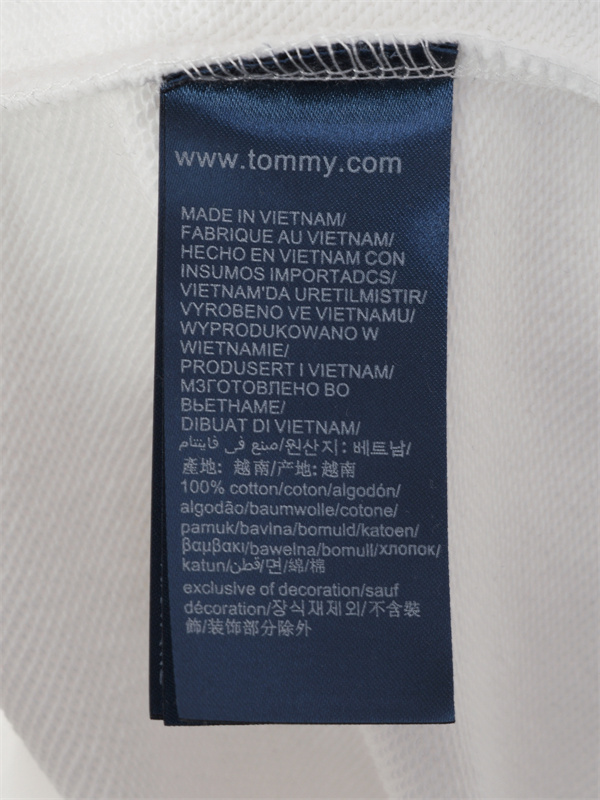 www.tommy.com
MADE IN VIETNAM/
FABRIQUE AU VIETNAM/
HECHO EN VIETNAM CON
INSUMOS IMPORTADCS/
VIETNAM'DA URETILMISTIR/
VYROBENO VE VIETNAMU/
WYPRODUKOWANO W
WIETNAMIE/
PRODUSERT I VIETNAM/
MЗГОТОВЛЕНО ВО
ВЬЕТНАМЕ/
DIBUAT DI VIETNAM/
صنع في فايتنام/원산지: 베트남/
產地: 越南/产地: 越南
100% cotton/coton/algodón/
algodão/baumwolle/cotone/
pamuk/bavlna/bomuld/katoen/
βαμβακι/bawelna/bomull/хлопок/
katun/قطن/면/綿/棉
exclusive of decoration/sauf
décoration/장식재제외/不含裝
飾/装饰部分除外